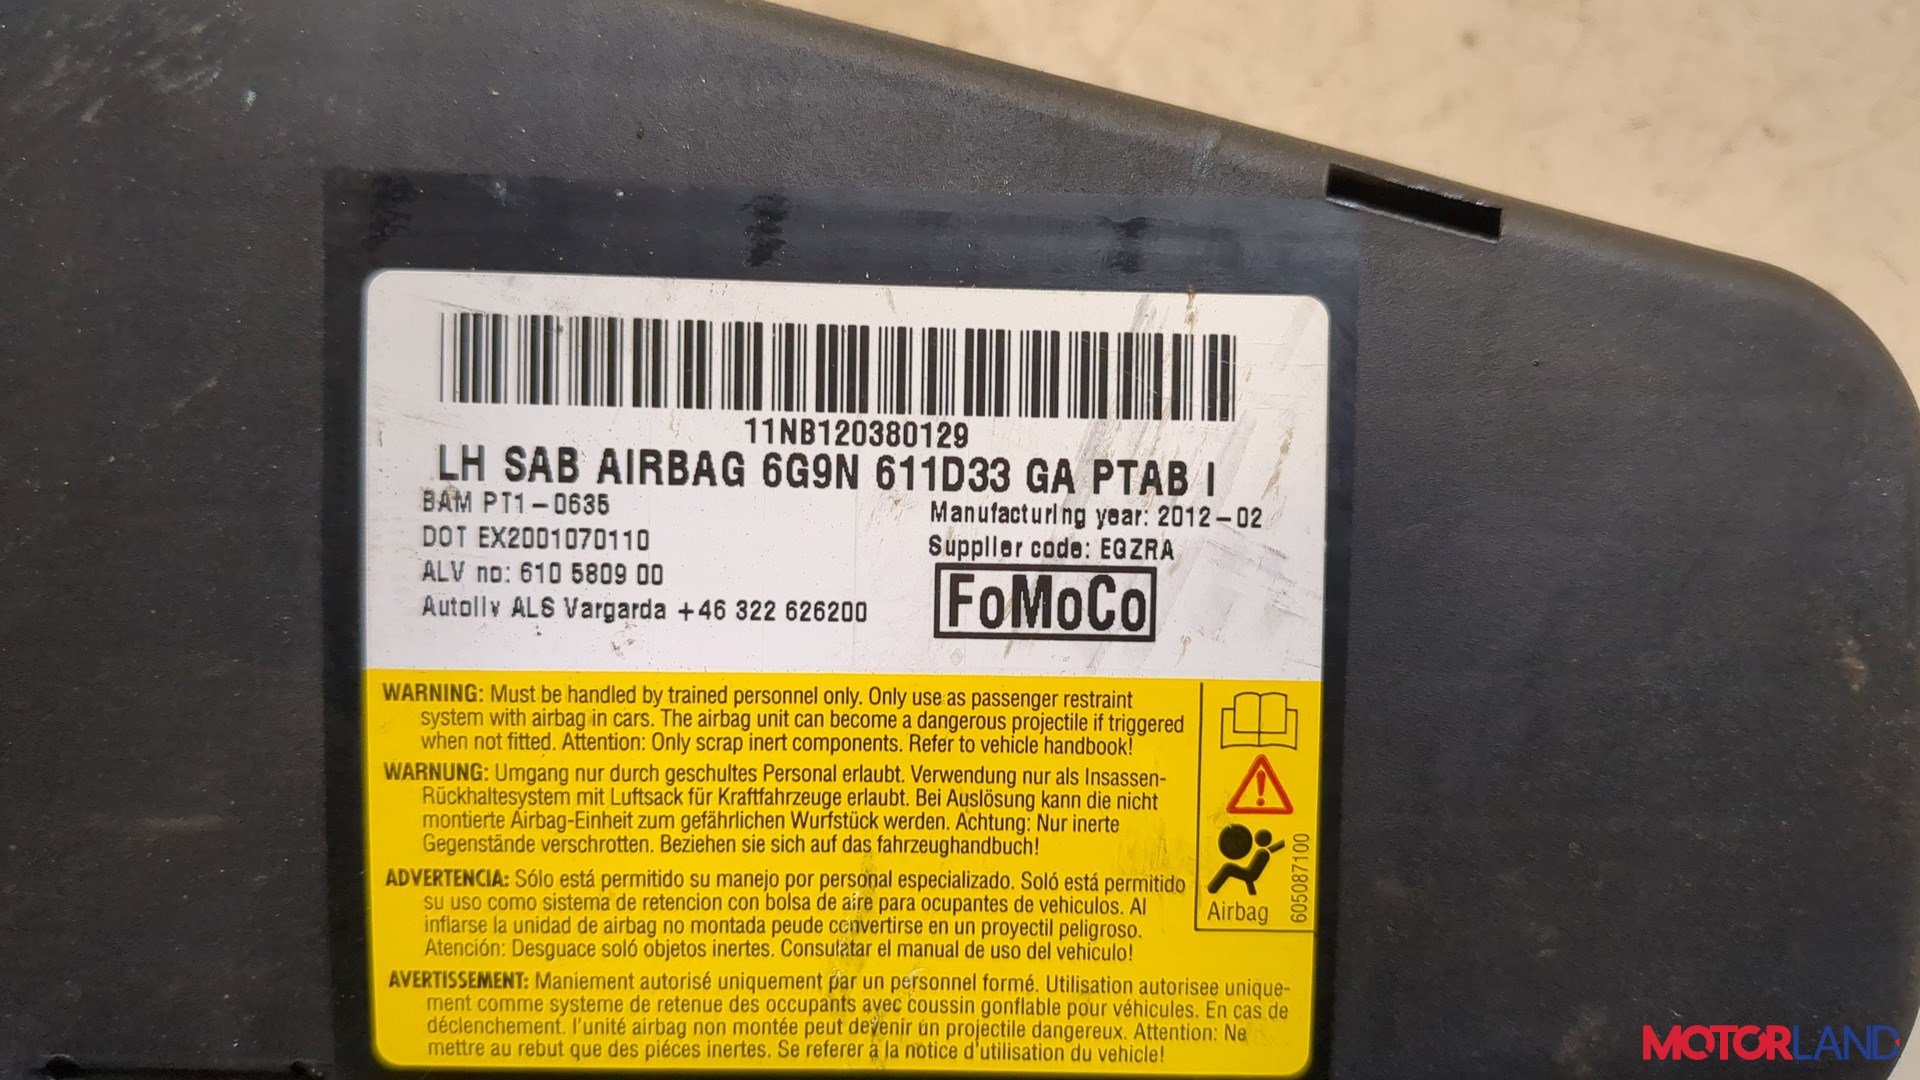 11NB120380129
LH SAB AIRBAG 6G9N 611D33 GA PTAB I
BAM PT1-0635
DOT EX2001070110
ALV no: 610 5809 00
Autoliv ALS Vargarda +46 322 626200
Manufacturing year: 2012-02
Supplier code: EGZRA
FoMoCo
WARNING: Must be handled by trained personnel only. Only use as passenger restraint
system with airbag in cars. The airbag unit can become a dangerous projectile if triggered
when not fitted. Attention: Only scrap inert components. Refer to vehicle handbook!
WARNUNG: Umgang nur durch geschultes Personal erlaubt. Verwendung nur als Insassen-
Rückhaltesystem mit Luftsack für Kraftfahrzeuge erlaubt. Bei Auslösung kann die nicht
montierte Airbag-Einheit zum gefährlichen Wurfstück werden. Achtung: Nur inerte
Gegenstände verschrotten. Beziehen sie sich auf das fahrzeughandbuch!
ADVERTENCIA: Sólo está permitido su manejo por personal especializado. Soló está permitido
su uso como sistema de retencion con bolsa de aire para ocupantes de vehiculos. Al
inflarse la unidad de airbag no montada peude convertirse en un proyectil peligroso.
Atención: Desguace soló objetos inertes. Consultar el manual de uso del vehiculo!
AVERTISSEMENT: Maniement autorisé uniquement par un personnel formé. Utilisation autorisee unique-
ment comme systeme de retenue des occupants avec coussin gonflable pour véhicules. En cas de
déclenchement. l'unité airbag non montée peut devenir un projectile dangereux. Attention: Ne
mettre au rebut que des piéces inertes. Se referer a la notice d'utilisation du vehicle!
Airbag
605087100
MOTORLAND